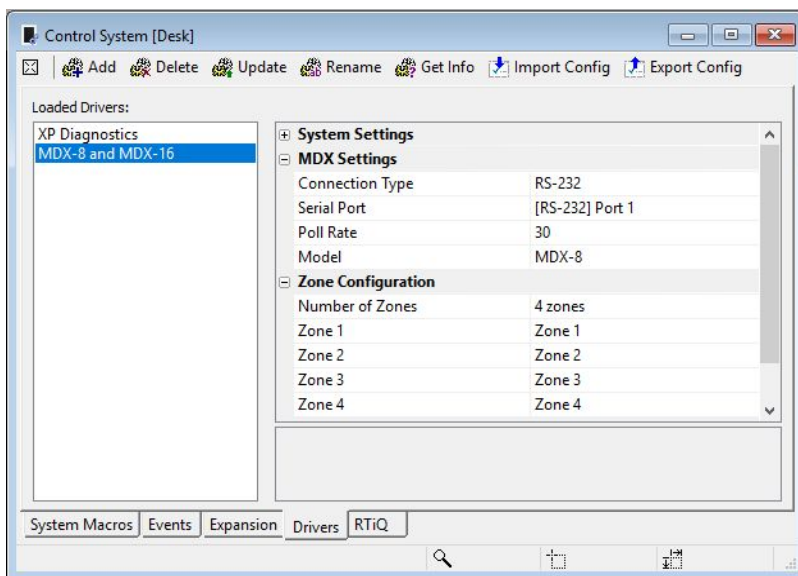 Control System [Desk]
Add Delete Update Rename Get Info Import Config Export Config
Loaded Drivers:
XP Diagnostics
MDX-8 and MDX-16
System Settings
MDX Settings
Connection Type RS-232
Serial Port [RS-232] Port 1
Poll Rate 30
Model MDX-8
Zone Configuration
Number of Zones 4 zones
Zone 1 Zone 1
Zone 2 Zone 2
Zone 3 Zone 3
Zone 4 Zone 4
System Macros Events Expansion Drivers RTiQ